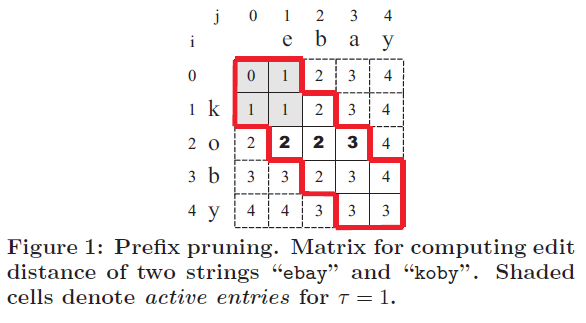 j 0 1 2 3 4
i e b a y
0 0 1 2 3 4
1 k 1 1 2 3 4
2 o 2 2 2 3 4
3 b 3 3 2 3 4
4 y 4 4 3 3 3
Figure 1: Prefix pruning. Matrix for computing edit
distance of two strings “ebay” and “koby”. Shaded
cells denote active entries for τ = 1.